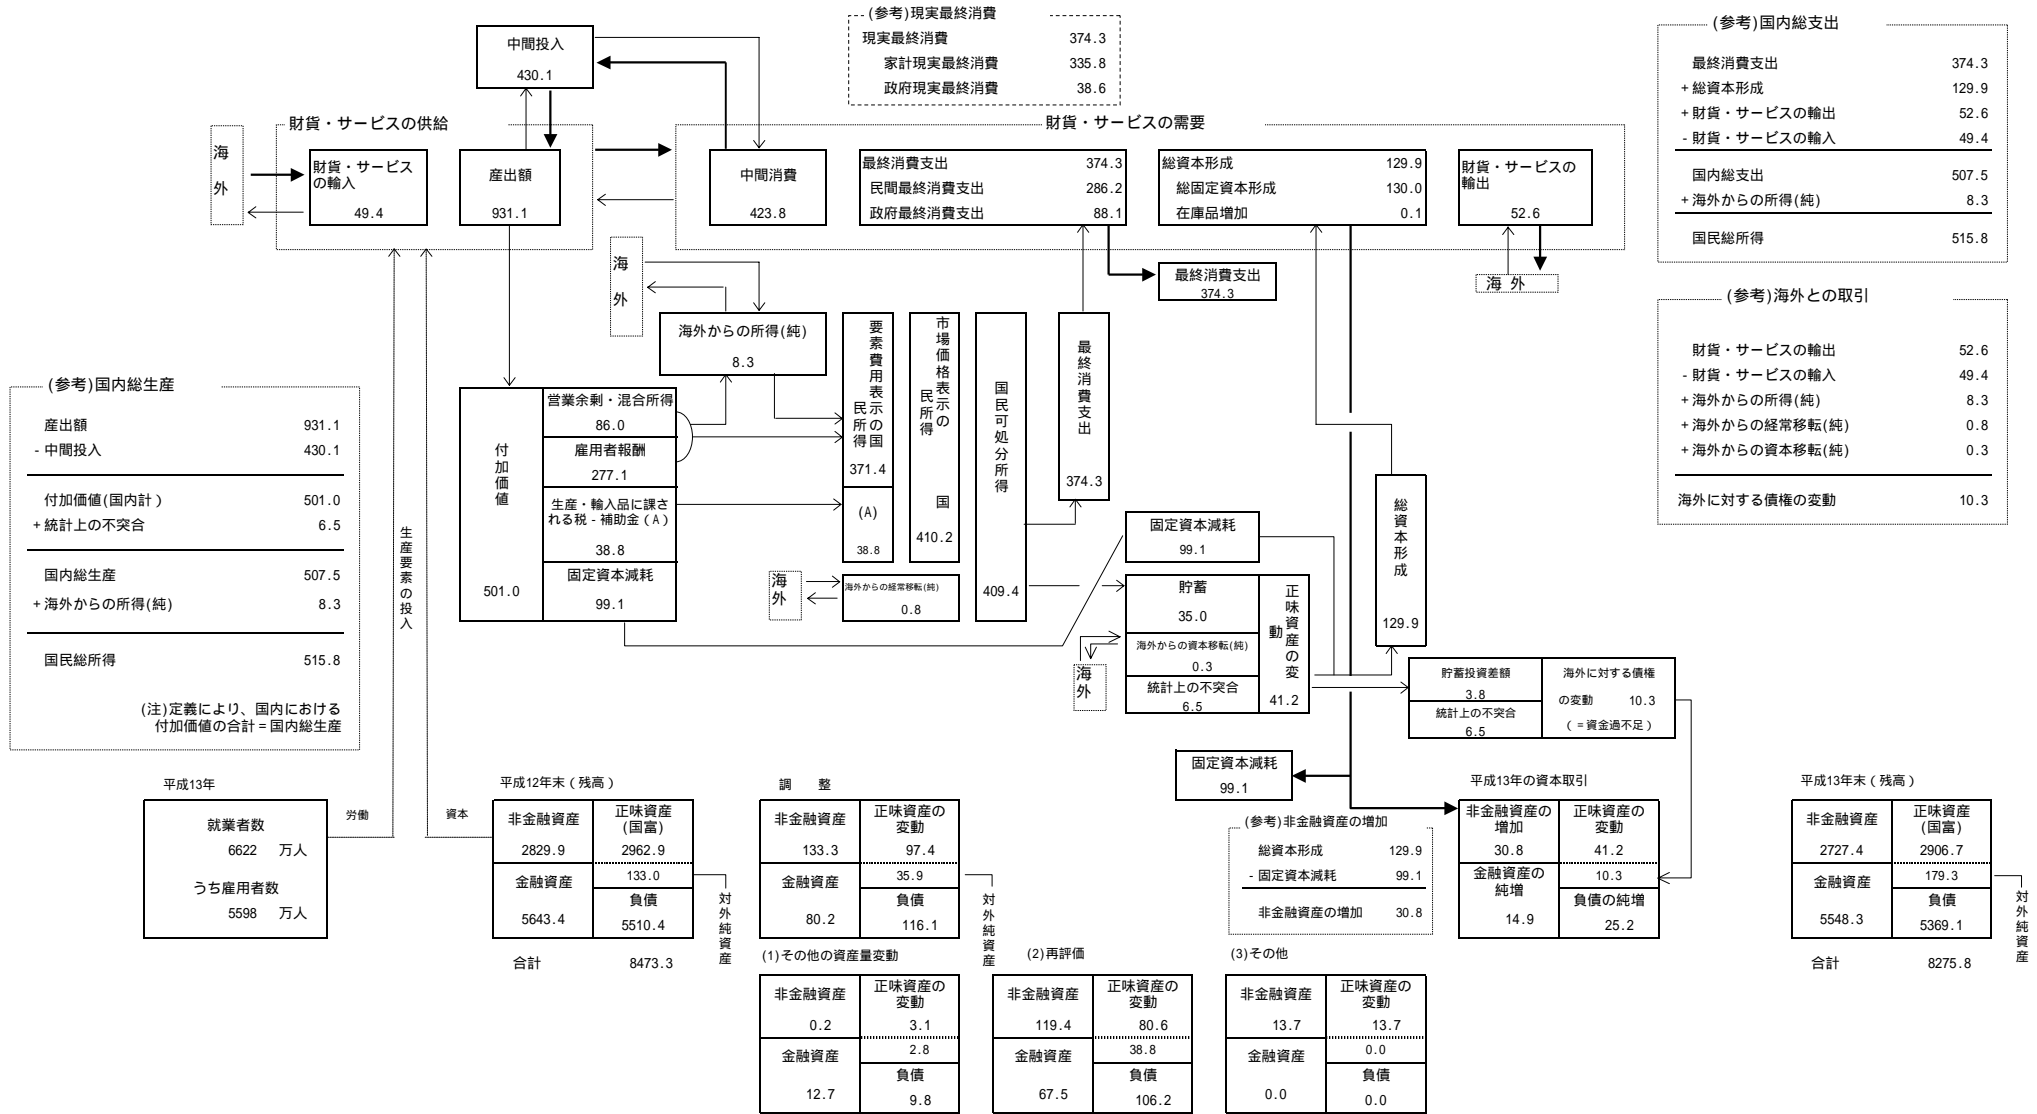 (参考)現実最終消費
現実最終消費 374.3
家計現実最終消費 335.8
政府現実最終消費 38.6
(参考)国内総支出
最終消費支出 374.3
+ 総資本形成 129.9
+ 財貨・サービスの輸出 52.6
- 財貨・サービスの輸入 49.4
国内総支出 507.5
+ 海外からの所得(純) 8.3
国民総所得 515.8
中間投入
430.1
財貨・サービスの供給
海外
財貨・サービス
の輸入
49.4
産出額
931.1
財貨・サービスの需要
中間消費
423.8
最終消費支出 374.3
民間最終消費支出 286.2
政府最終消費支出 88.1
総資本形成 129.9
総固定資本形成 130.0
在庫品増加 0.1
財貨・サービスの
輸出
52.6
海外
最終消費支出
374.3
海 外
(参考)海外との取引
財貨・サービスの輸出 52.6
- 財貨・サービスの輸入 49.4
+ 海外からの所得(純) 8.3
+ 海外からの経常移転(純) 0.8
+ 海外からの資本移転(純) 0.3
海外に対する債権の変動 10.3
海外からの所得(純)
8.3
(参考)国内総生産
産出額 931.1
- 中間投入 430.1
付加価値(国内計) 501.0
+ 統計上の不突合 6.5
国内総生産 507.5
+ 海外からの所得(純) 8.3
国民総所得 515.8
(注)定義により、国内における
付加価値の合計=国内総生産
生産要素の投入
付加価値
501.0
営業余剰・混合所得
86.0
雇用者報酬
277.1
生産・輸入品に課さ
れる税 - 補助金(A)
38.8
固定資本減耗
99.1
要素費用表示の国
民所得
371.4
(A)
38.8
市場価格表示の 国
民所得
410.2
海外
海外からの経常移転(純)
0.8
国民可処分所得
409.4
最終消費支出
374.3
固定資本減耗
99.1
貯蓄
35.0
海外からの資本移転(純)
0.3
統計上の不突合
6.5
正味資産の変
動
41.2
海外
総資本形成
129.9
貯蓄投資差額
3.8
統計上の不突合
6.5
海外に対する債権
の変動 10.3
(=資金過不足)
固定資本減耗
99.1
平成13年
就業者数
6622 万人
うち雇用者数
5598 万人
労働
資本
平成12年末(残高)
非金融資産
2829.9
正味資産
(国富)
2962.9
133.0
金融資産
5643.4
負債
5510.4
合計 8473.3
対外純資産
調 整
非金融資産
133.3
正味資産の
変動
97.4
35.9
金融資産
80.2
負債
116.1
対外純資産
(参考)非金融資産の増加
総資本形成 129.9
- 固定資本減耗 99.1
非金融資産の増加 30.8
平成13年の資本取引
非金融資産の
増加
30.8
正味資産の
変動
41.2
10.3
金融資産の
純増
14.9
負債の純増
25.2
平成13年末(残高)
非金融資産
2727.4
正味資産
(国富)
2906.7
179.3
金融資産
5548.3
負債
5369.1
合計 8275.8
対外純資産
(1)その他の資産量変動
非金融資産
0.2
正味資産の
変動
3.1
2.8
金融資産
12.7
負債
9.8
(2)再評価
非金融資産
119.4
正味資産の
変動
80.6
38.8
金融資産
67.5
負債
106.2
(3)その他
非金融資産
13.7
正味資産の
変動
13.7
0.0
金融資産
0.0
負債
0.0